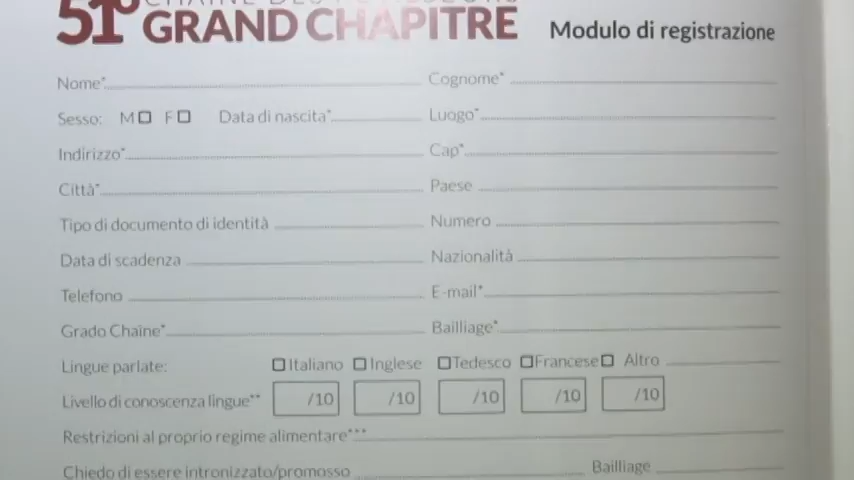 51° GRAND CHAPITRE Modulo di registrazione
Nome* Cognome*
Sesso: M F Data di nascita* Luogo*
Indirizzo* Cap*
Città* Paese
Tipo di documento di identità Numero
Data di scadenza Nazionalità
Telefono E-mail*
Grado Chaine* Bailliage*
Lingue parlate: Italiano Inglese Tedesco Francese Altro
Livello di conoscenza lingue** /10 /10 /10 /10 /10
Restrizioni al proprio regime alimentare***
Chiedo di essere intronizzato/promosso Bailliage